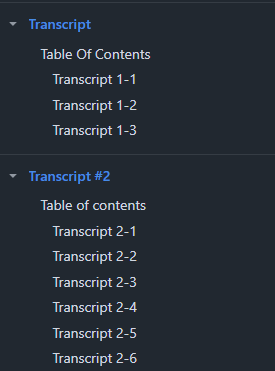 Transcript
Table Of Contents
Transcript 1-1
Transcript 1-2
Transcript 1-3
Transcript #2
Table of contents
Transcript 2-1
Transcript 2-2
Transcript 2-3
Transcript 2-4
Transcript 2-5
Transcript 2-6